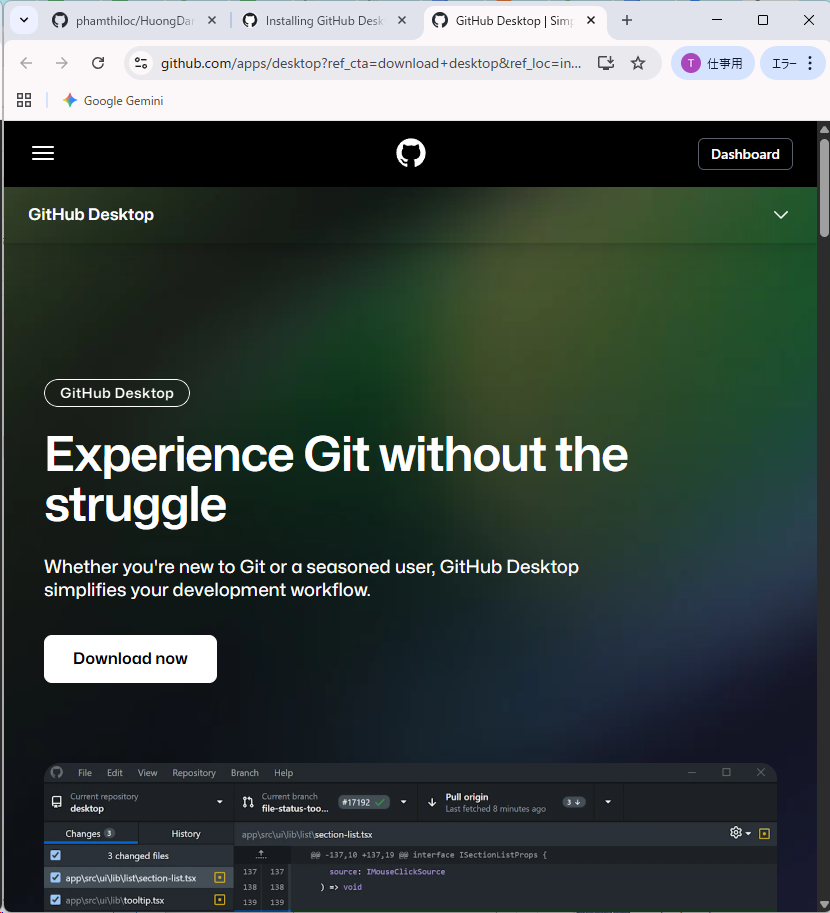 phamthiloc/HuongDa
Installing GitHub Desk
GitHub Desktop | Simp
github.com/apps/desktop?ref_cta=download+desktop&ref_loc=in...
T
仕事用
エラー
Google Gemini
Dashboard
GitHub Desktop
GitHub Desktop
Experience Git without the
struggle
Whether you're new to Git or a seasoned user, GitHub Desktop
simplifies your development workflow.
Download now
File Edit View Repository Branch Help
Current repository
desktop
Current branch
file-status-too...
#17192
Pull origin
Last fetched 8 minutes ago
3
Changes 3
History
app\src\ui\lib\list\section-list.tsx
3 changed files
@@ -137,10 +137,19 @@ interface ISectionListProps {
app\src\ui\lib\list\section-list.tsx
137 137 source: IMouseClickSource
138 138 ) => void
app\src\ui\lib\tooltip.tsx
139 139